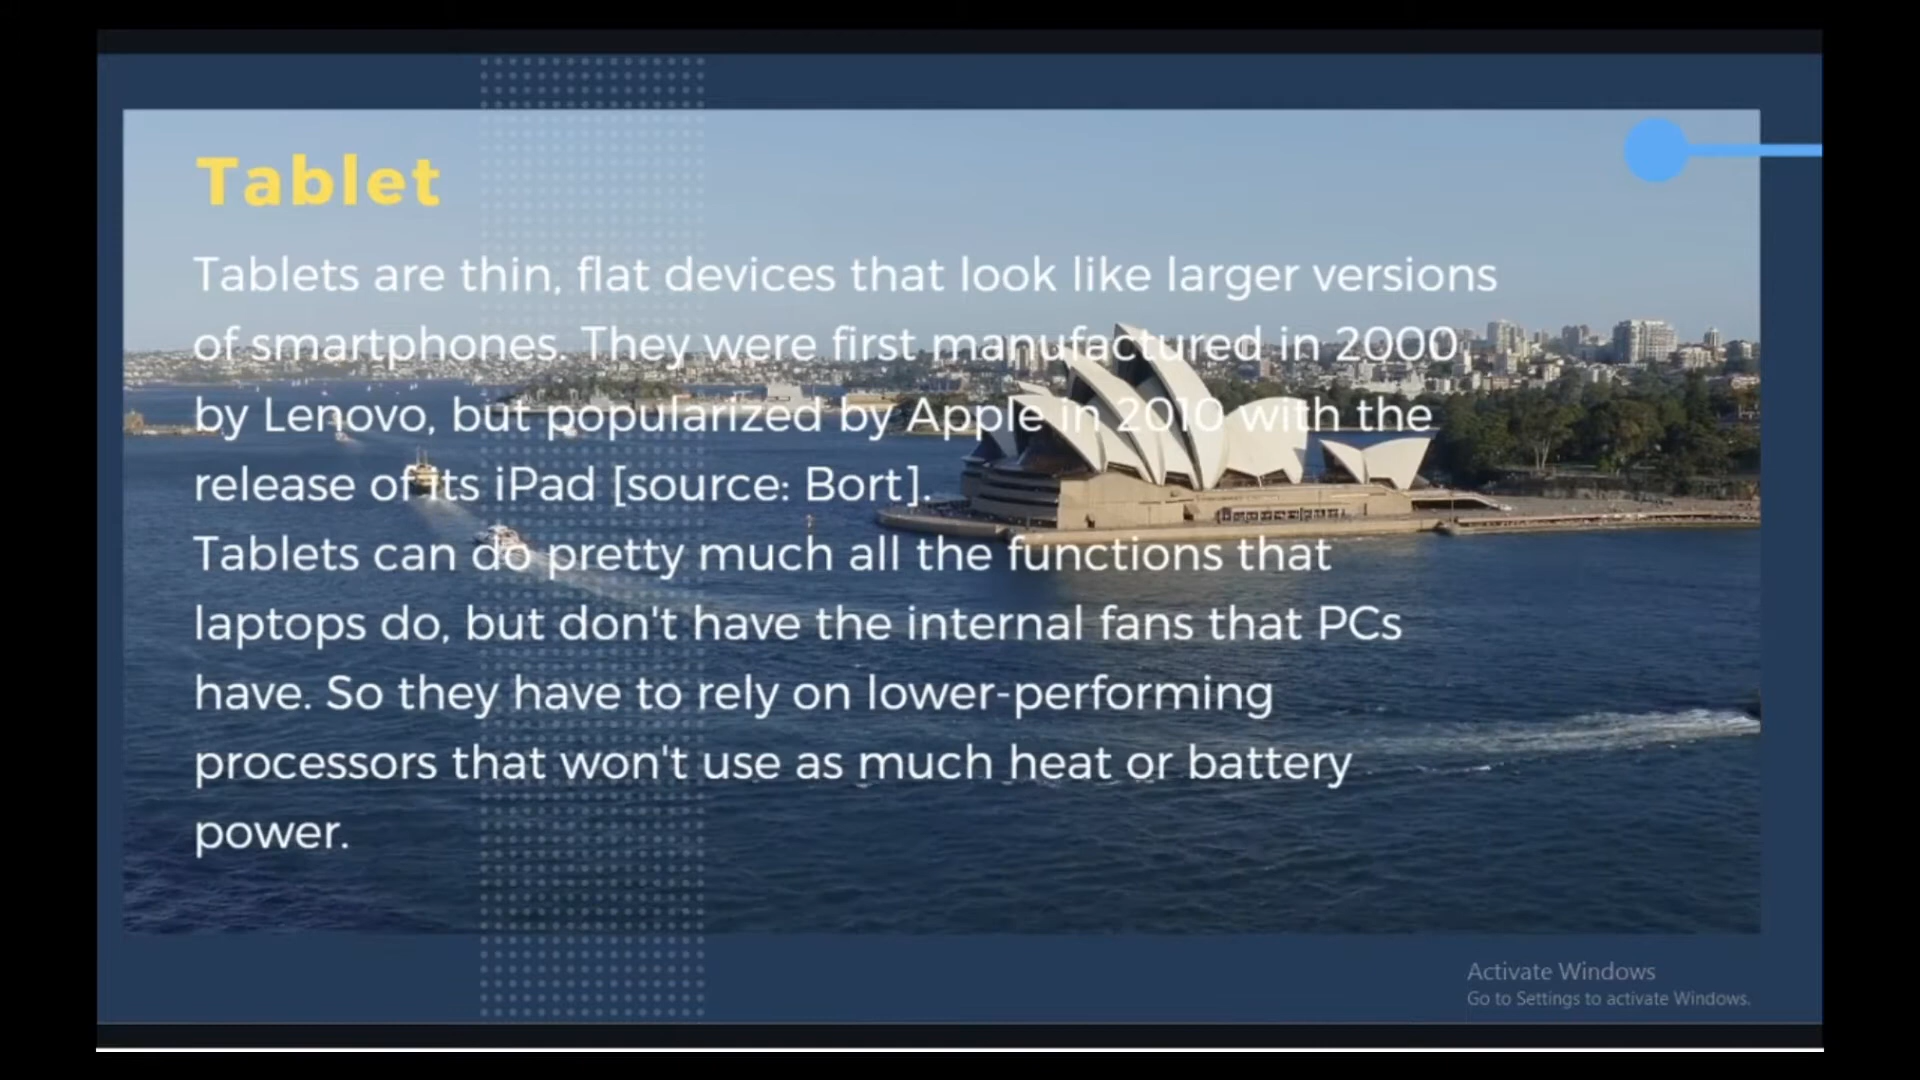 Tablet
Tablets are thin, flat devices that look like larger versions
of smartphones. They were first manufactured in 2000
by Lenovo, but popularized by Apple in 2010 with the
release of its iPad [source: Bort].
Tablets can do pretty much all the functions that
laptops do, but don't have the internal fans that PCs
have. So they have to rely on lower-performing
processors that won't use as much heat or battery
power.
Activate Windows
Go to Settings to activate Windows.